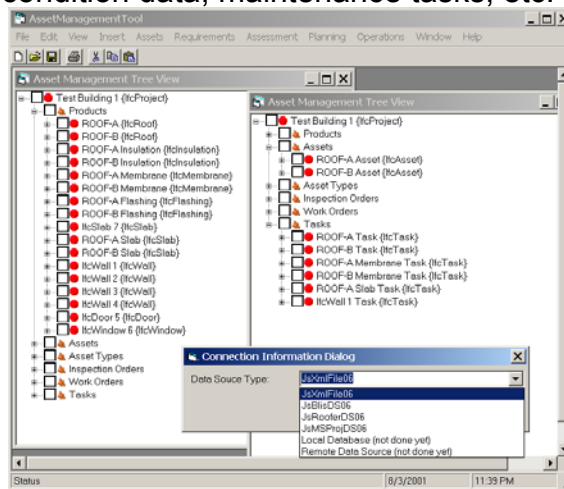 condition data, maintenance tasks, etc.
AssetManagementTool
File Edit View Insert Assets Requirements Assessment Planning Operations Window Help
Asset Management Tree View
Test Building 1 {IfcProject}
Products
ROOF-A {IfcRoof}
ROOF-B {IfcRoof}
ROOF-A Insulation {IfcInsulation}
ROOF-B Insulation {IfcInsulation}
ROOF-A Membrane {IfcMembrane}
ROOF-B Membrane {IfcMembrane}
ROOF-A Flashing {IfcFlashing}
ROOF-B Flashing {IfcFlashing}
IfcSlab 7 {IfcSlab}
ROOF-A Slab {IfcSlab}
ROOF-B Slab {IfcSlab}
IfcWall 1 {IfcWall}
IfcWall 2 {IfcWall}
IfcWall 3 {IfcWall}
IfcWall 4 {IfcWall}
IfcDoor 5 {IfcDoor}
IfcWindow 6 {IfcWindow}
Assets
Asset Types
Inspection Orders
Work Orders
Tasks
Asset Management Tree View
Test Building 1 {IfcProject}
Products
Assets
ROOF-A Asset {IfcAsset}
ROOF-B Asset {IfcAsset}
Asset Types
Inspection Orders
Work Orders
Tasks
ROOF-A Task {IfcTask}
ROOF-B Task {IfcTask}
ROOF-A Membrane Task {IfcTask}
ROOF-B Membrane Task {IfcTask}
ROOF-A Slab Task {IfcTask}
IfcWall 1 Task {IfcTask}
Connection Information Dialog
Data Souce Type:
JsXmlFile06
JsXmlFile06
JsBlisDS06
JsRooferDS06
JsMSProjDS06
Local Database (not done yet)
Remote Data Source (not done yet)
Status 8/3/2001 11:39 PM